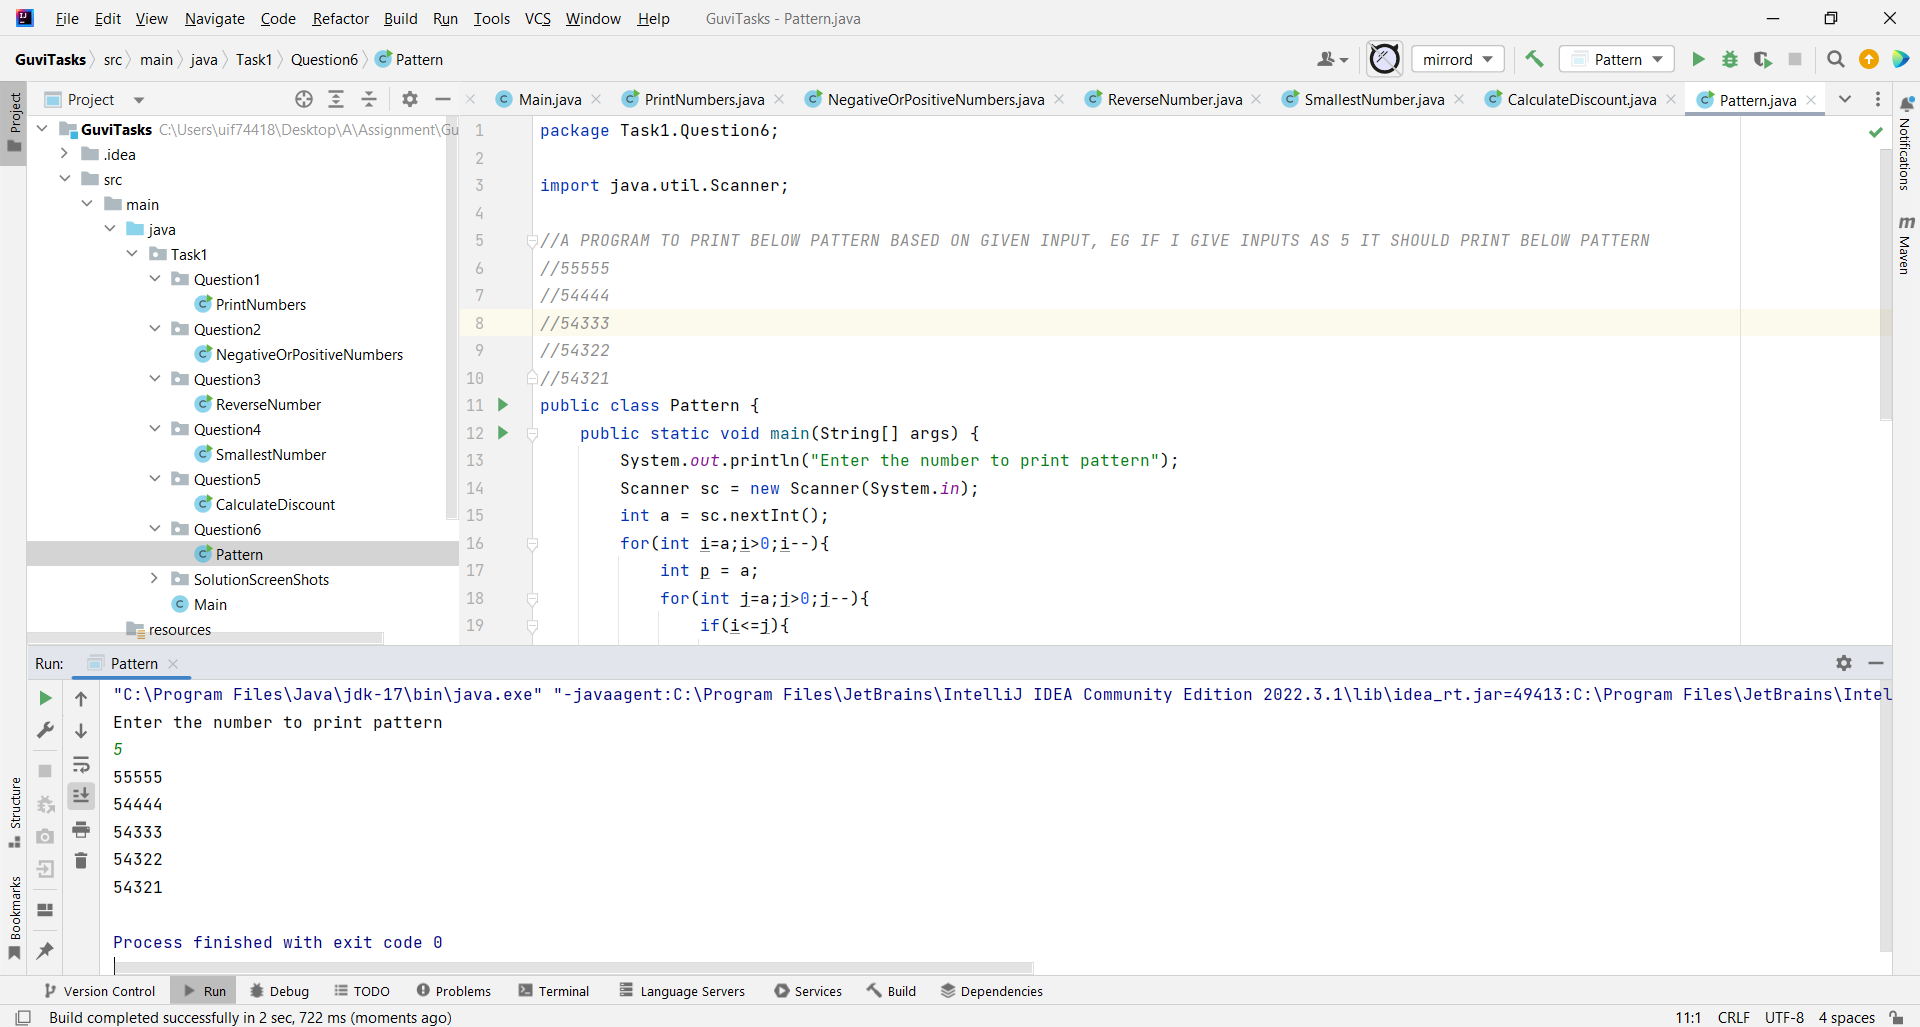 File Edit View Navigate Code Refactor Build Run Tools VCS Window Help GuviTasks - Pattern.java
GuviTasks src main java Task1 Question6 Pattern mirrord Pattern
Project Main.java PrintNumbers.java NegativeOrPositiveNumbers.java ReverseNumber.java SmallestNumber.java CalculateDiscount.java Pattern.java
Project
GuviTasks C:\Users\uif74418\Desktop\A\Assignment\Gu
.idea
src
main
java
Task1
Question1
PrintNumbers
Question2
NegativeOrPositiveNumbers
Question3
ReverseNumber
Question4
SmallestNumber
Question5
CalculateDiscount
Question6
Pattern
SolutionScreenShots
Main
resources
1 package Task1.Question6;
2
3 import java.util.Scanner;
4
5 //A PROGRAM TO PRINT BELOW PATTERN BASED ON GIVEN INPUT, EG IF I GIVE INPUTS AS 5 IT SHOULD PRINT BELOW PATTERN
6 //55555
7 //54444
8 //54333
9 //54322
10 //54321
11 public class Pattern {
12 public static void main(String[] args) {
13 System.out.println("Enter the number to print pattern");
14 Scanner sc = new Scanner(System.in);
15 int a = sc.nextInt();
16 for(int i=a;i>0;i--){
17 int p = a;
18 for(int j=a;j>0;j--){
19 if(i<=j){
Notifications
m Maven
Run: Pattern
"C:\Program Files\Java\jdk-17\bin\java.exe" "-javaagent:C:\Program Files\JetBrains\IntelliJ IDEA Community Edition 2022.3.1\lib\idea_rt.jar=49413:C:\Program Files\JetBrains\Intel
Enter the number to print pattern
5
55555
54444
54333
54322
54321
Process finished with exit code 0
Structure
Bookmarks
Version Control Run Debug TODO Problems Terminal Language Servers Services Build Dependencies
Build completed successfully in 2 sec, 722 ms (moments ago) 11:1 CRLF UTF-8 4 spaces